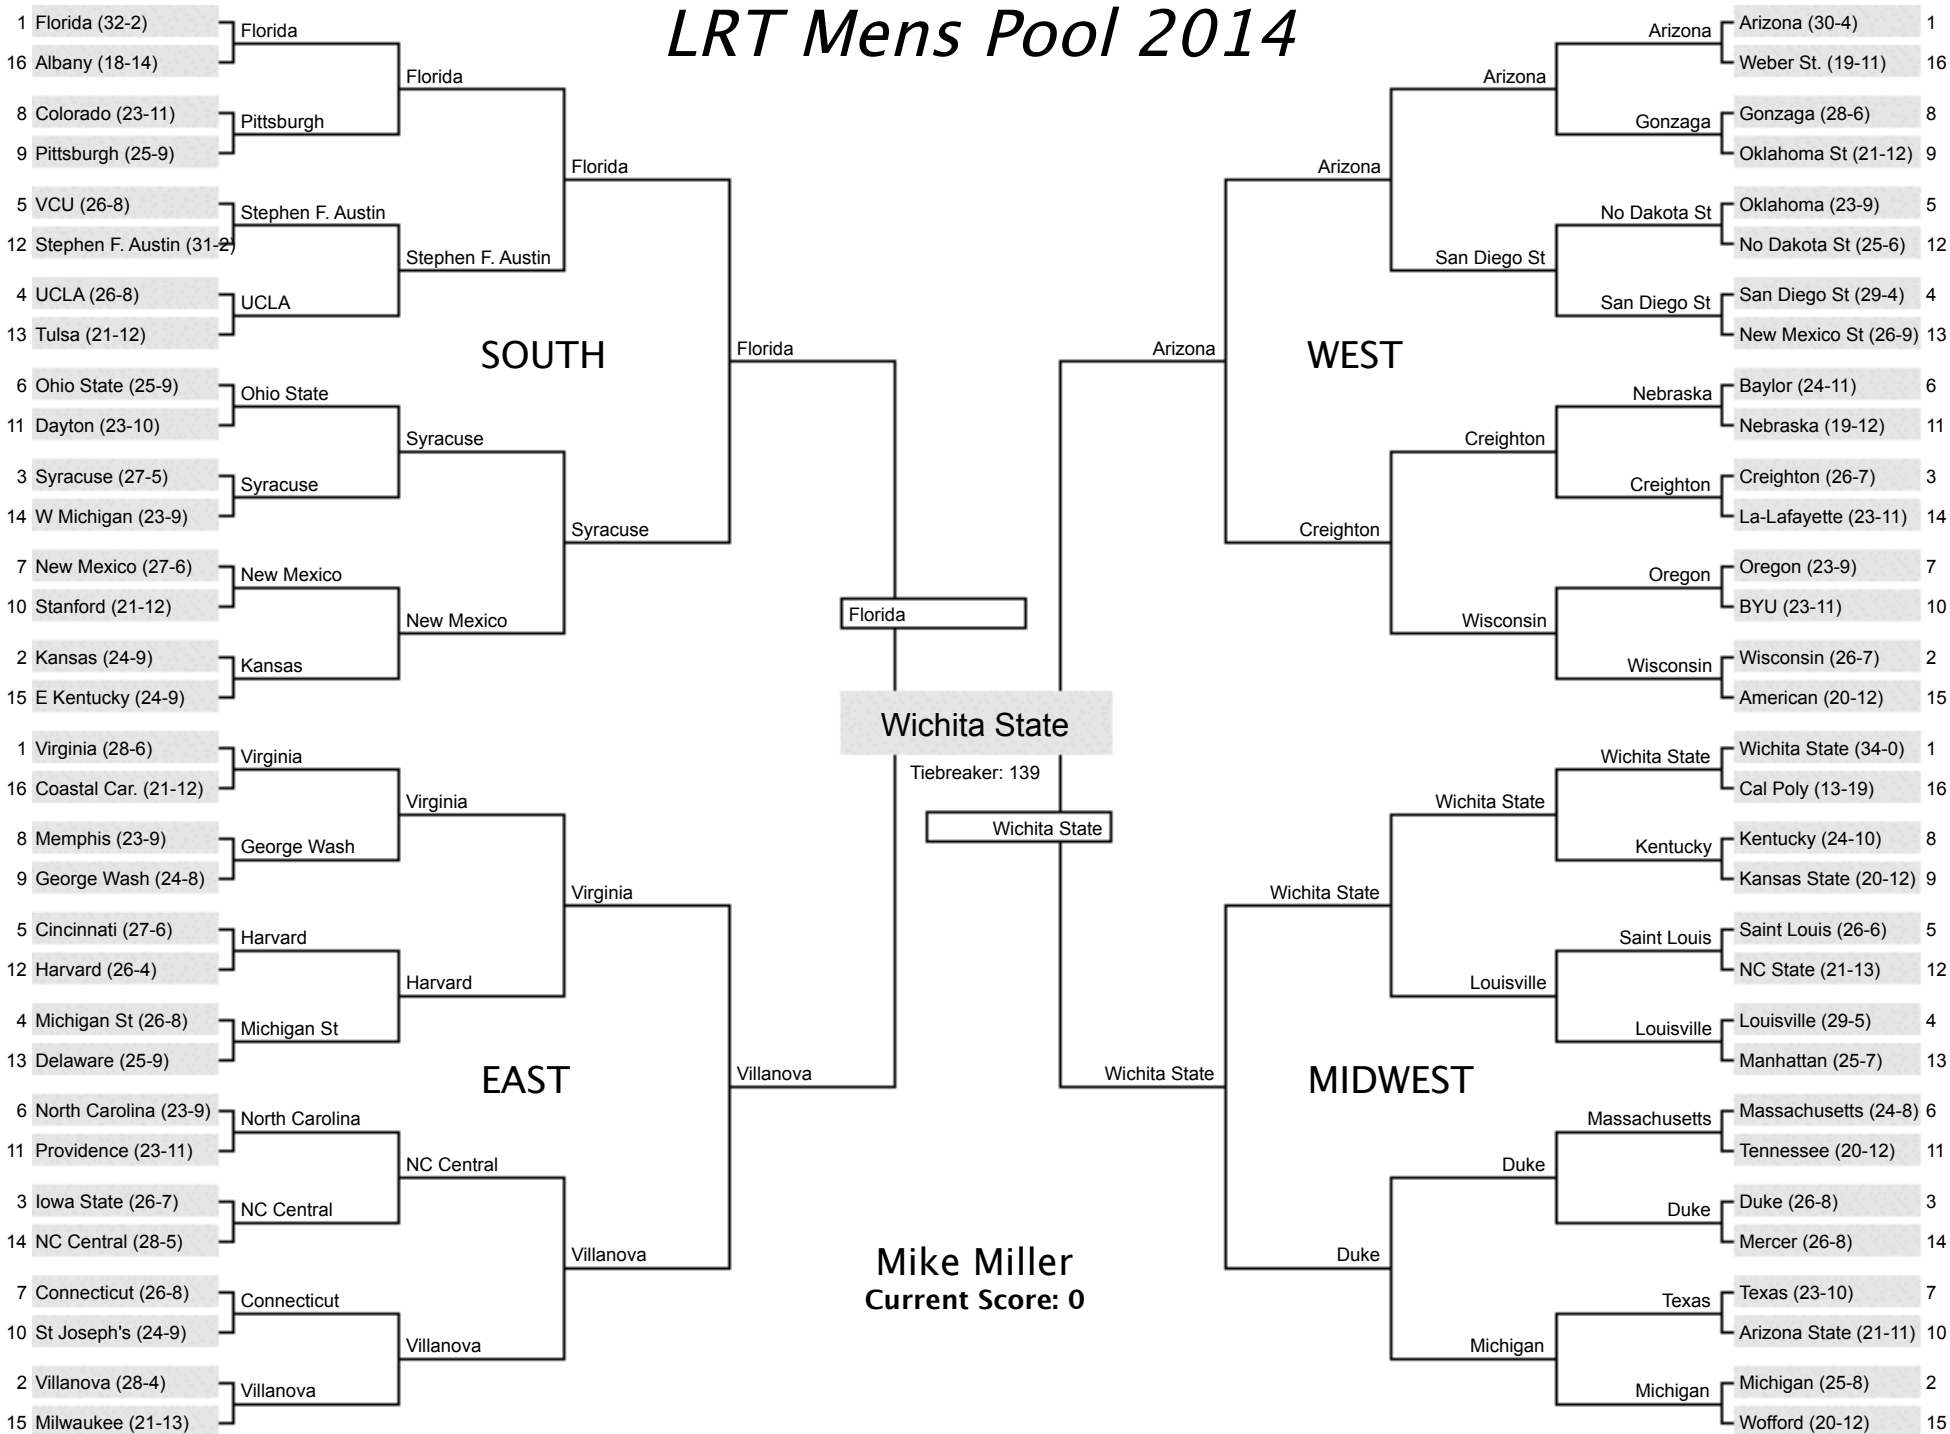 LRT Mens Pool 2014
1 Florida (32-2)
16 Albany (18-14)
8 Colorado (23-11)
9 Pittsburgh (25-9)
5 VCU (26-8)
12 Stephen F. Austin (31-2)
4 UCLA (26-8)
13 Tulsa (21-12)
6 Ohio State (25-9)
11 Dayton (23-10)
3 Syracuse (27-5)
14 W Michigan (23-9)
7 New Mexico (27-6)
10 Stanford (21-12)
2 Kansas (24-9)
15 E Kentucky (24-9)
Florida
Pittsburgh
Stephen F. Austin
UCLA
Ohio State
Syracuse
New Mexico
Kansas
Florida
Stephen F. Austin
Syracuse
New Mexico
Florida
Syracuse
SOUTH
Florida
1 Virginia (28-6)
16 Coastal Car. (21-12)
8 Memphis (23-9)
9 George Wash (24-8)
5 Cincinnati (27-6)
12 Harvard (26-4)
4 Michigan St (26-8)
13 Delaware (25-9)
6 North Carolina (23-9)
11 Providence (23-11)
3 Iowa State (26-7)
14 NC Central (28-5)
7 Connecticut (26-8)
10 St Joseph's (24-9)
2 Villanova (28-4)
15 Milwaukee (21-13)
Virginia
George Wash
Harvard
Michigan St
North Carolina
NC Central
Connecticut
Villanova
Virginia
Harvard
NC Central
Villanova
Virginia
Villanova
EAST
Villanova
Florida
Wichita State
Tiebreaker: 139
Wichita State
Mike Miller
Current Score: 0
Arizona (30-4) 1
Weber St. (19-11) 16
Gonzaga (28-6) 8
Oklahoma St (21-12) 9
Oklahoma (23-9) 5
No Dakota St (25-6) 12
San Diego St (29-4) 4
New Mexico St (26-9) 13
Baylor (24-11) 6
Nebraska (19-12) 11
Creighton (26-7) 3
La-Lafayette (23-11) 14
Oregon (23-9) 7
BYU (23-11) 10
Wisconsin (26-7) 2
American (20-12) 15
Arizona
Gonzaga
No Dakota St
San Diego St
Nebraska
Creighton
Oregon
Wisconsin
Arizona
San Diego St
Creighton
Wisconsin
Arizona
Creighton
WEST
Arizona
Wichita State (34-0) 1
Cal Poly (13-19) 16
Kentucky (24-10) 8
Kansas State (20-12) 9
Saint Louis (26-6) 5
NC State (21-13) 12
Louisville (29-5) 4
Manhattan (25-7) 13
Massachusetts (24-8) 6
Tennessee (20-12) 11
Duke (26-8) 3
Mercer (26-8) 14
Texas (23-10) 7
Arizona State (21-11) 10
Michigan (25-8) 2
Wofford (20-12) 15
Wichita State
Kentucky
Saint Louis
Louisville
Massachusetts
Duke
Texas
Michigan
Wichita State
Louisville
Duke
Michigan
Wichita State
Duke
MIDWEST
Wichita State